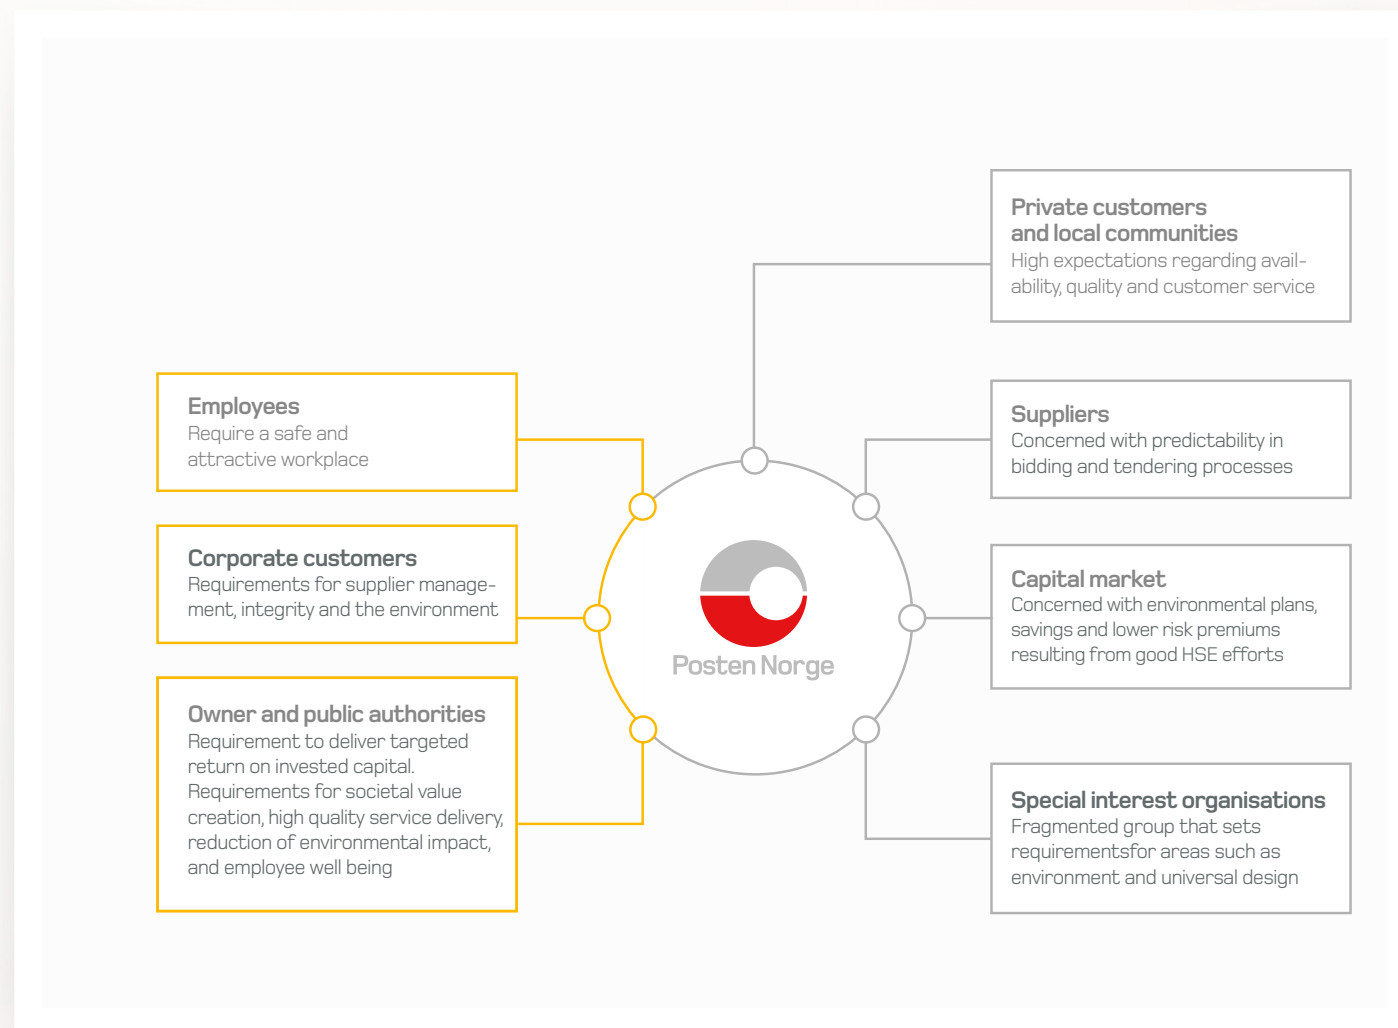 Private customers
and local communities
High expectations regarding avail-
ability, quality and customer service
Employees
Require a safe and
attractive workplace
Suppliers
Concerned with predictability in
bidding and tendering processes
Corporate customers
Requirements for supplier manage-
ment, integrity and the environment
Capital market
Concerned with environmental plans,
savings and lower risk premiums
resulting from good HSE efforts
Posten Norge
Owner and public authorities
Requirement to deliver targeted
return on invested capital.
Requirements for societal value
creation, high quality service delivery,
reduction of environmental impact,
and employee well being
Special interest organisations
Fragmented group that sets
requirementsfor areas such as
environment and universal design